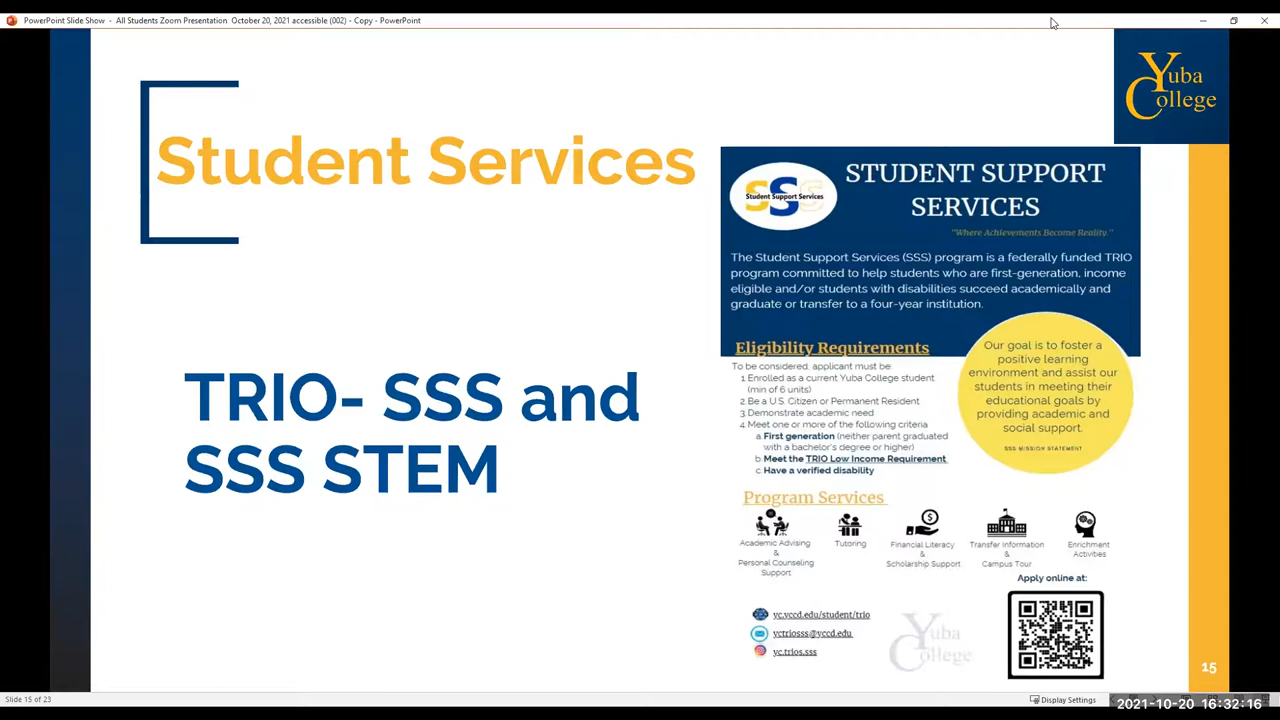 PowerPoint Slide Show - All Students Zoom Presentation October 20, 2021 accessible (002) - Copy - PowerPoint
Yuba
College
Student Services
TRIO- SSS and
SSS STEM
SSS
Student Support Services
STUDENT SUPPORT
SERVICES
"Where Achievements Become Reality."
The Student Support Services (SSS) program is a federally funded TRIO
program committed to help students who are first-generation, income
eligible and/or students with disabilities succeed academically and
graduate or transfer to a four-year institution.
Eligibility Requirements
To be considered, applicant must be:
1. Enrolled as a current Yuba College student
(min of 6 units)
2. Be a U.S. Citizen or Permanent Resident
3. Demonstrate academic need
4. Meet one or more of the following criteria
a. First generation (neither parent graduated
with a bachelor's degree or higher)
b. Meet the TRIO Low Income Requirement
c. Have a verified disability
Our goal is to foster a
positive learning
environment and assist our
students in meeting their
educational goals by
providing academic and
social support.
SSS MISSION STATEMENT
Program Services
Academic Advising
&
Personal Counseling
Support
Tutoring
Financial Literacy
&
Scholarship Support
Transfer Information
&
Campus Tour
Enrichment
Activities
Apply online at:
yc.yccd.edu/student/trio
yctriosss@yccd.edu
yc.trios.sss
Yuba
College
15
Slide 15 of 23
Display Settings
2021-10-20 16:32:16